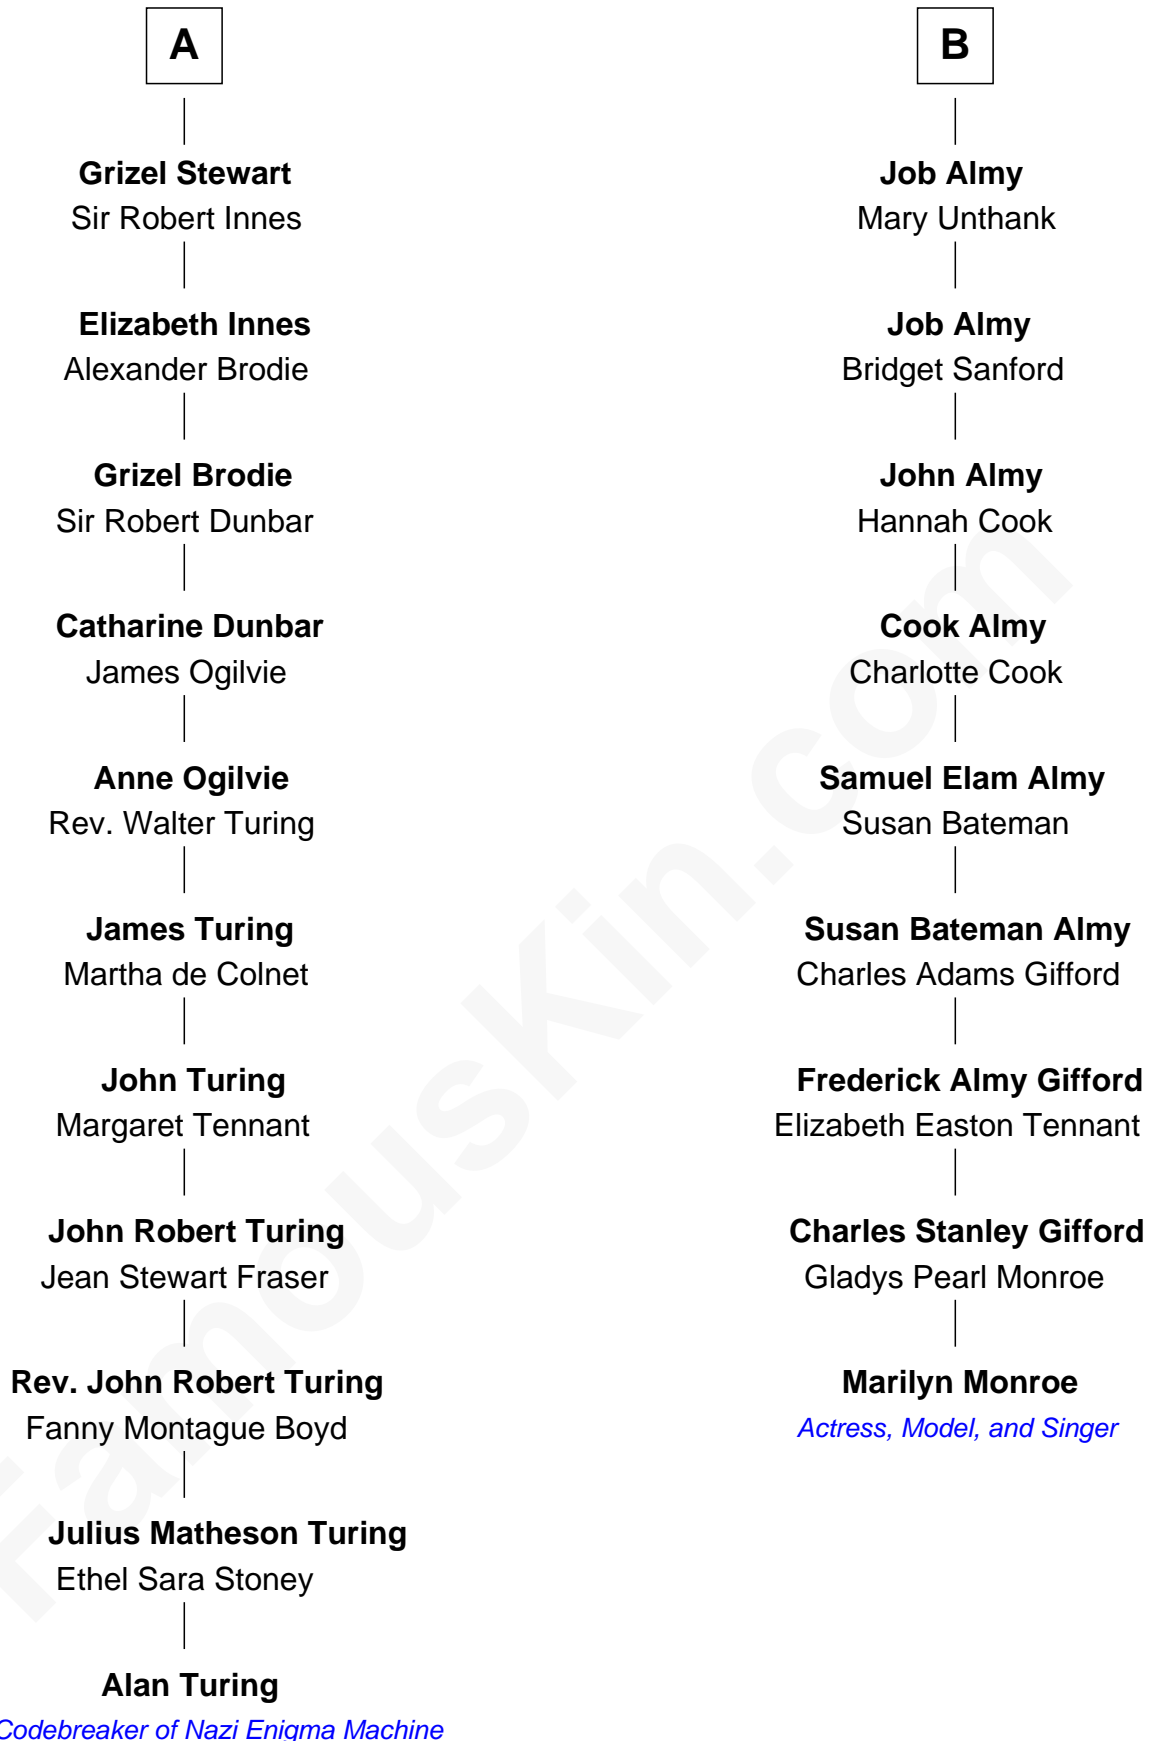 A
Grizel Stewart
Sir Robert Innes
Elizabeth Innes
Alexander Brodie
Grizel Brodie
Sir Robert Dunbar
Catharine Dunbar
James Ogilvie
Anne Ogilvie
Rev. Walter Turing
James Turing
Martha de Colnet
John Turing
Margaret Tennant
John Robert Turing
Jean Stewart Fraser
Rev. John Robert Turing
Fanny Montague Boyd
Julius Matheson Turing
Ethel Sara Stoney
Alan Turing
Codebreaker of Nazi Enigma Machine
B
Job Almy
Mary Unthank
Job Almy
Bridget Sanford
John Almy
Hannah Cook
Cook Almy
Charlotte Cook
Samuel Elam Almy
Susan Bateman
Susan Bateman Almy
Charles Adams Gifford
Frederick Almy Gifford
Elizabeth Easton Tennant
Charles Stanley Gifford
Gladys Pearl Monroe
Marilyn Monroe
Actress, Model, and Singer
FamousKin.com